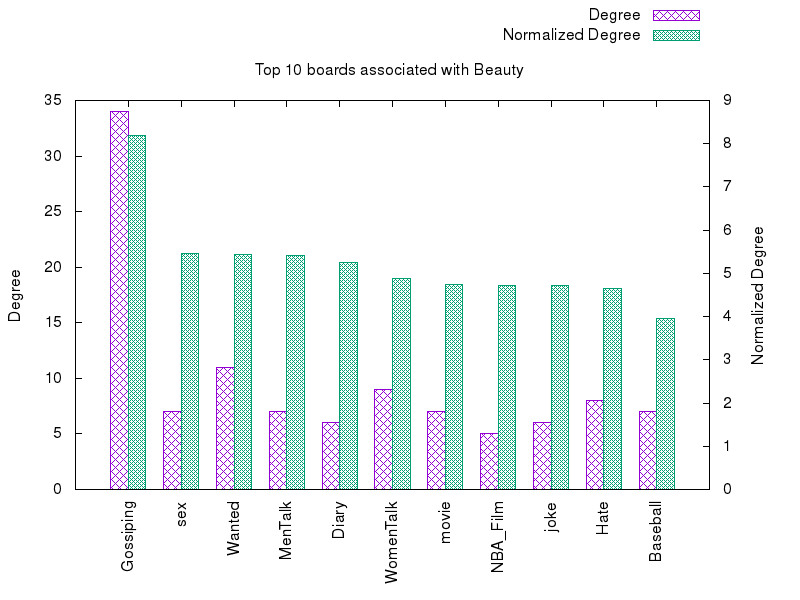 Degree
Normalized Degree
Top 10 boards associated with Beauty
35
30
25
20
15
10
5
0
9
8
7
6
5
4
3
2
1
0
Degree
Normalized Degree
Gossiping
sex
Wanted
MenTalk
Diary
WomenTalk
movie
NBA_Film
joke
Hate
Baseball